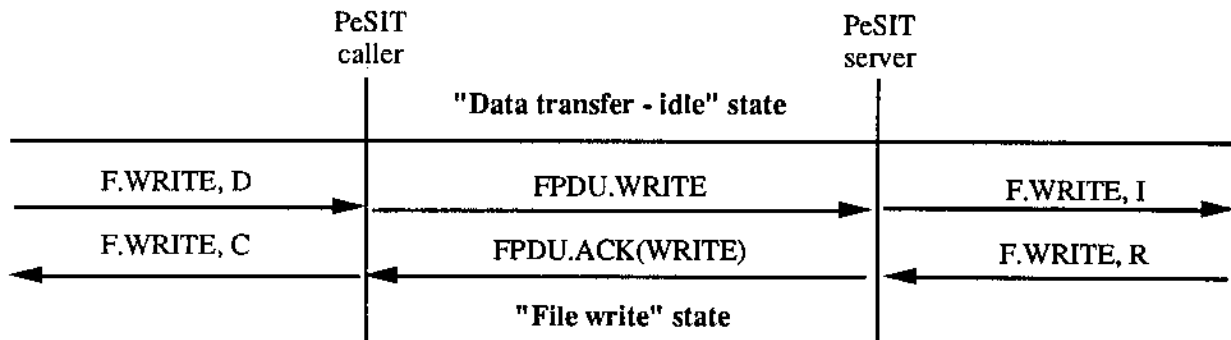 PeSIT
caller
PeSIT
server
"Data transfer - idle" state
F.WRITE, D
FPDU.WRITE
F.WRITE, I
F.WRITE, C
FPDU.ACK(WRITE)
F.WRITE, R
"File write" state